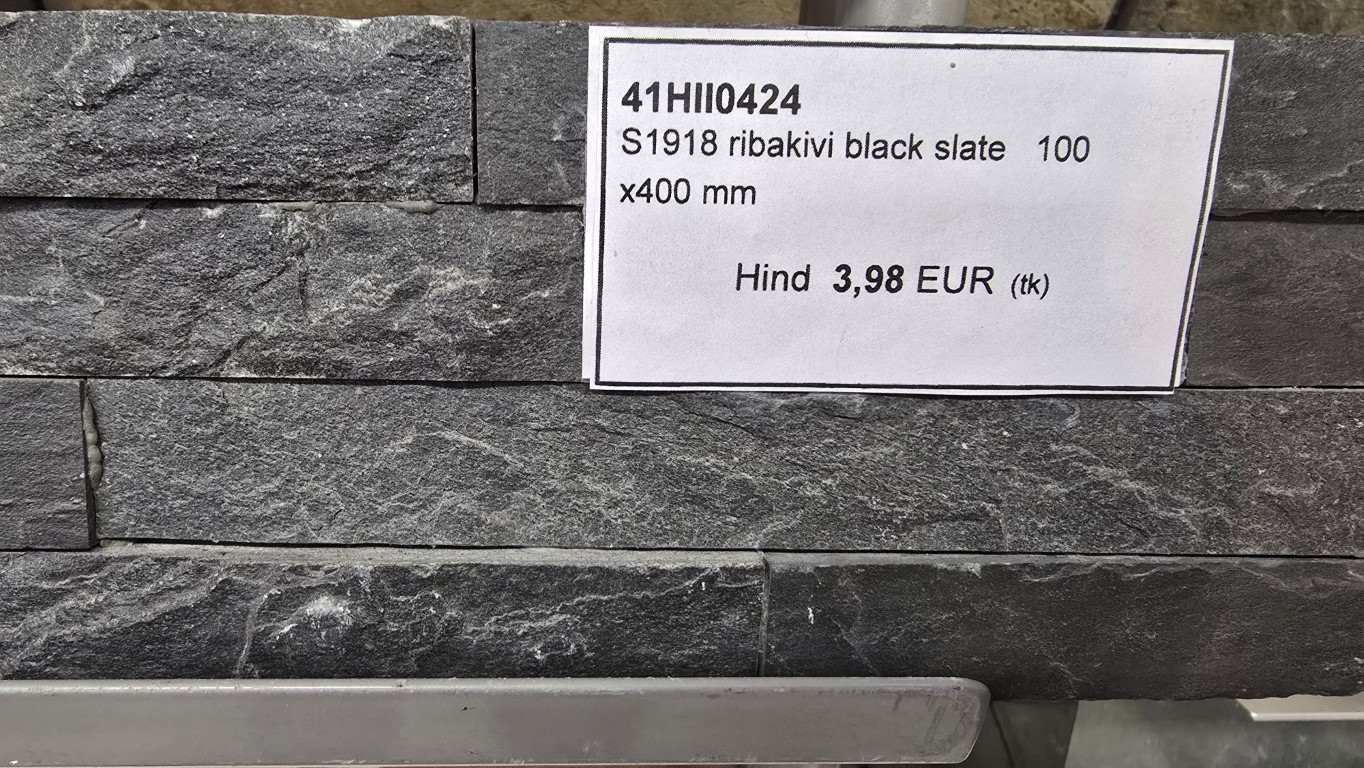 41HII0424
S1918 ribakivi black slate 100
x400 mm
Hind 3,98 EUR (tk)